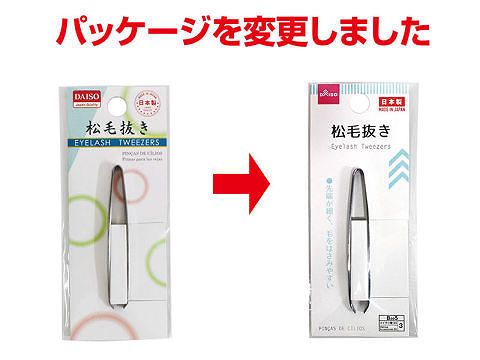 パッケージを変更しました
DAISO
Japan Quality
日本製
松毛抜き
EYELASH TWEEZERS
PINÇAS DE CÍLIOS
Pinzas para las cejas
DAISO
日本製
MADE IN JAPAN
松毛抜き
Eyelash Tweezers
●先端が細く、毛をはさみやすい
PINÇAS DE CÍLIOS
3